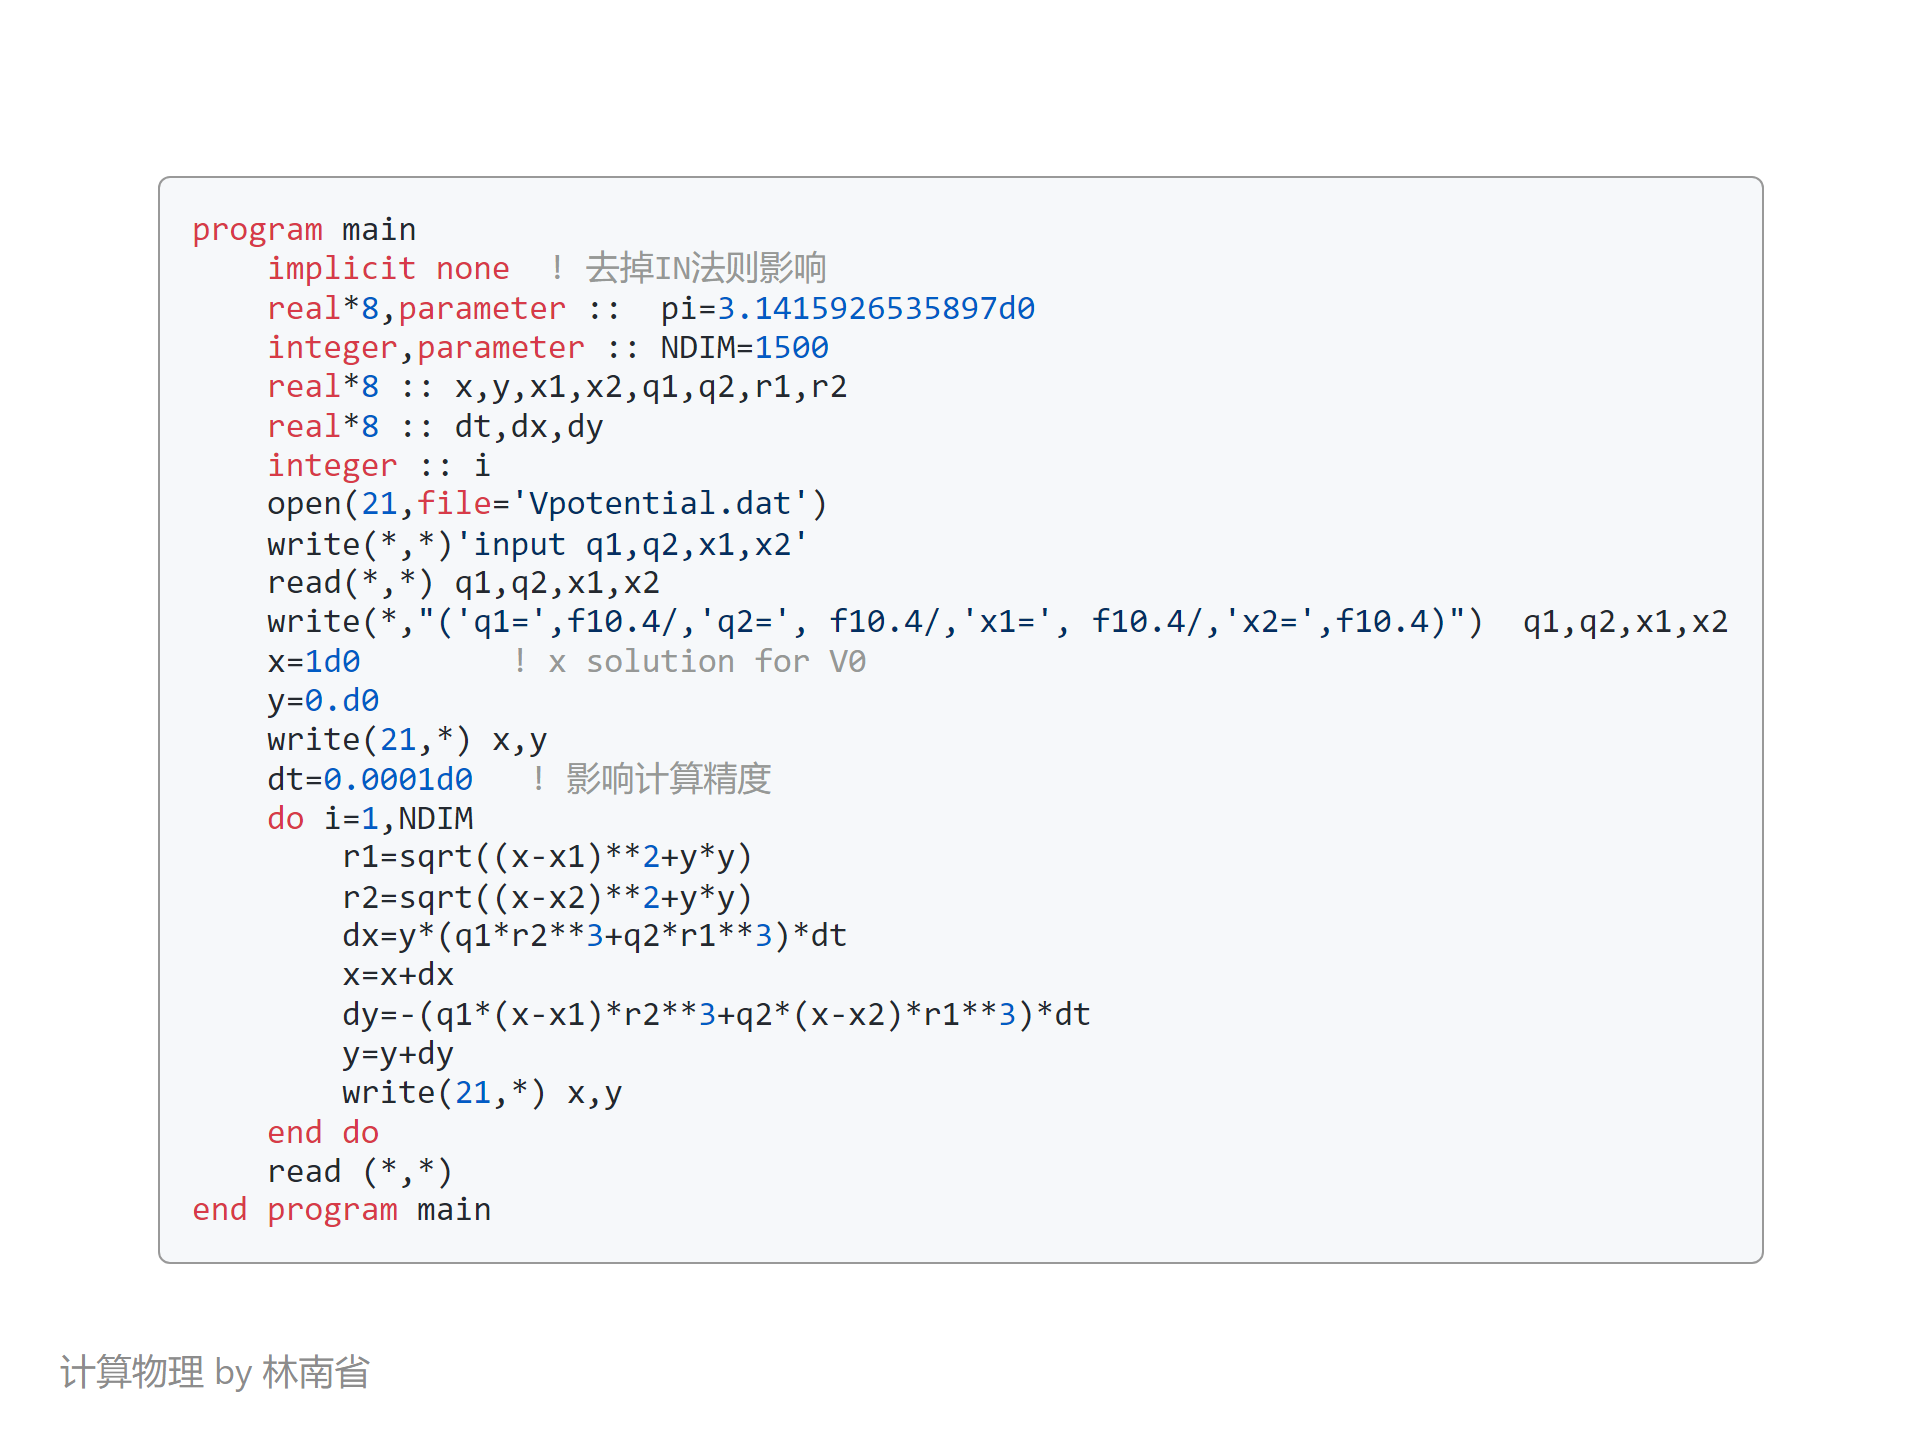 program main
    implicit none  ! 去掉IN法则影响
    real*8,parameter ::  pi=3.1415926535897d0
    integer,parameter :: NDIM=1500
    real*8 :: x,y,x1,x2,q1,q2,r1,r2
    real*8 :: dt,dx,dy
    integer :: i
    open(21,file='Vpotential.dat')
    write(*,*)'input q1,q2,x1,x2'
    read(*,*) q1,q2,x1,x2
    write(*,"('q1=',f10.4/,'q2=', f10.4/,'x1=', f10.4/,'x2=',f10.4)")  q1,q2,x1,x2
    x=1d0        ! x solution for V0
    y=0.d0
    write(21,*) x,y
    dt=0.0001d0   ! 影响计算精度
    do i=1,NDIM
        r1=sqrt((x-x1)**2+y*y)
        r2=sqrt((x-x2)**2+y*y)
        dx=y*(q1*r2**3+q2*r1**3)*dt
        x=x+dx
        dy=-(q1*(x-x1)*r2**3+q2*(x-x2)*r1**3)*dt
        y=y+dy
        write(21,*) x,y
    end do
    read (*,*)
end program main
计算物理 by 林南省